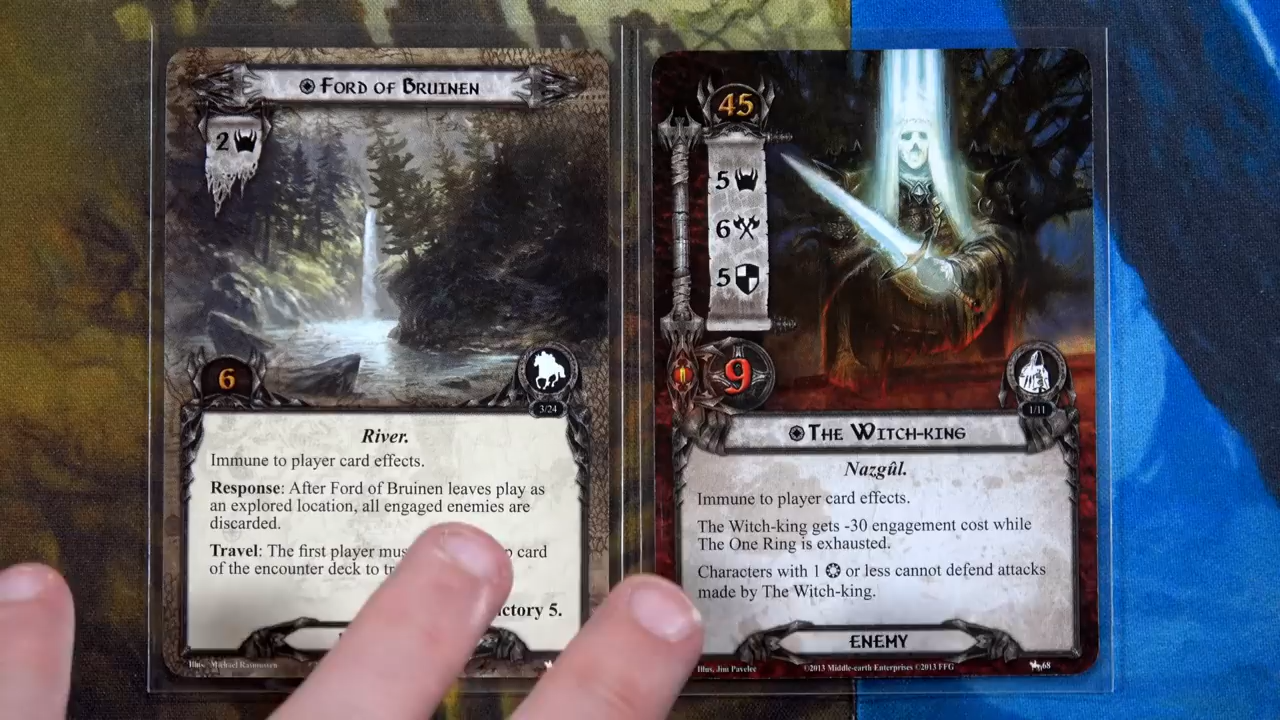 FORD OF BRUINEN
2
6
3/24
River.
Immune to player card effects.
Response: After Ford of Bruinen leaves play as
an explored location, all engaged enemies are
discarded.
Travel: The first player card
of the encounter deck to
5.
Illus. Michael Rasmussen
45
5
6
5
9
1/11
THE WITCH-KING
Nazgûl.
Immune to player card effects.
The Witch-king gets -30 engagement cost while
The One Ring is exhausted.
Characters with 1 or less cannot defend attacks
made by The Witch-king.
ENEMY
Illus. Jim Pavelec
©2013 Middle-earth Enterprises ©2013 FFG
68